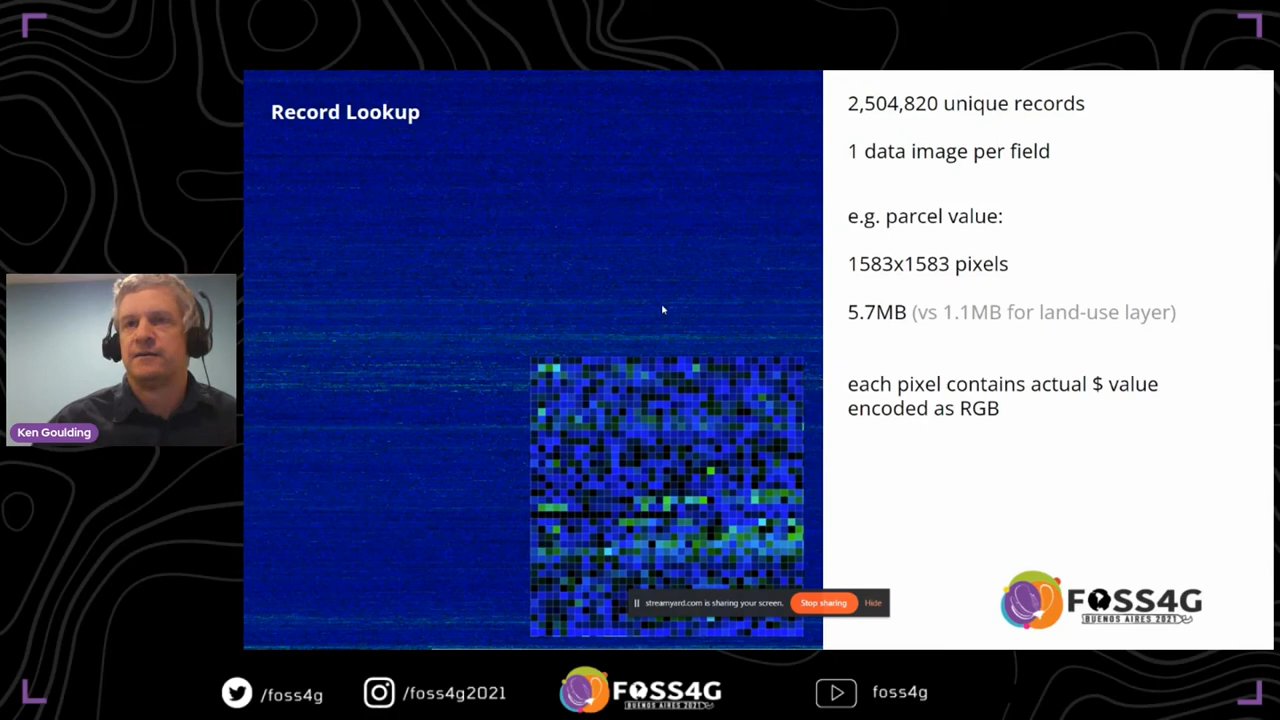 Record Lookup
2,504,820 unique records
1 data image per field
e.g. parcel value:
1583x1583 pixels
5.7MB (vs 1.1MB for land-use layer)
each pixel contains actual $ value
encoded as RGB
Ken Goulding
streamyard.com is sharing your screen.
Stop sharing
Hide
FOSS4G
BUENOS AIRES 2021
/foss4g
/foss4g2021
FOSS4G
BUENOS AIRES 2021
foss4g